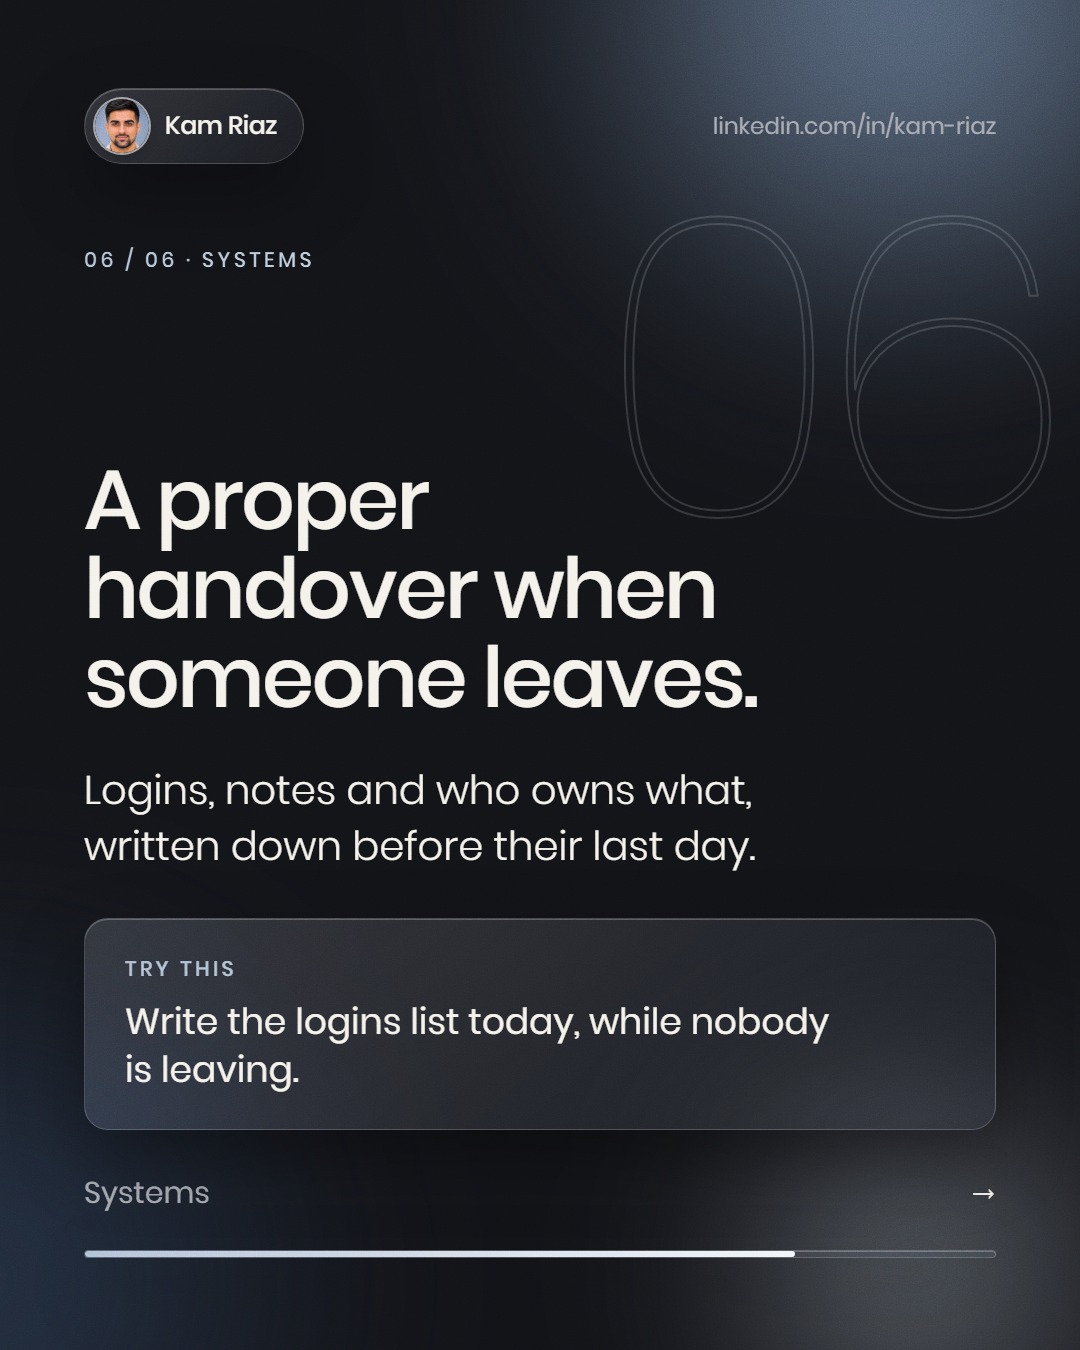 Kam Riaz
linkedin.com/in/kam-riaz
06 / 06 · SYSTEMS
06
A proper
handover when
someone leaves.
Logins, notes and who owns what,
written down before their last day.
TRY THIS
Write the logins list today, while nobody
is leaving.
Systems
→